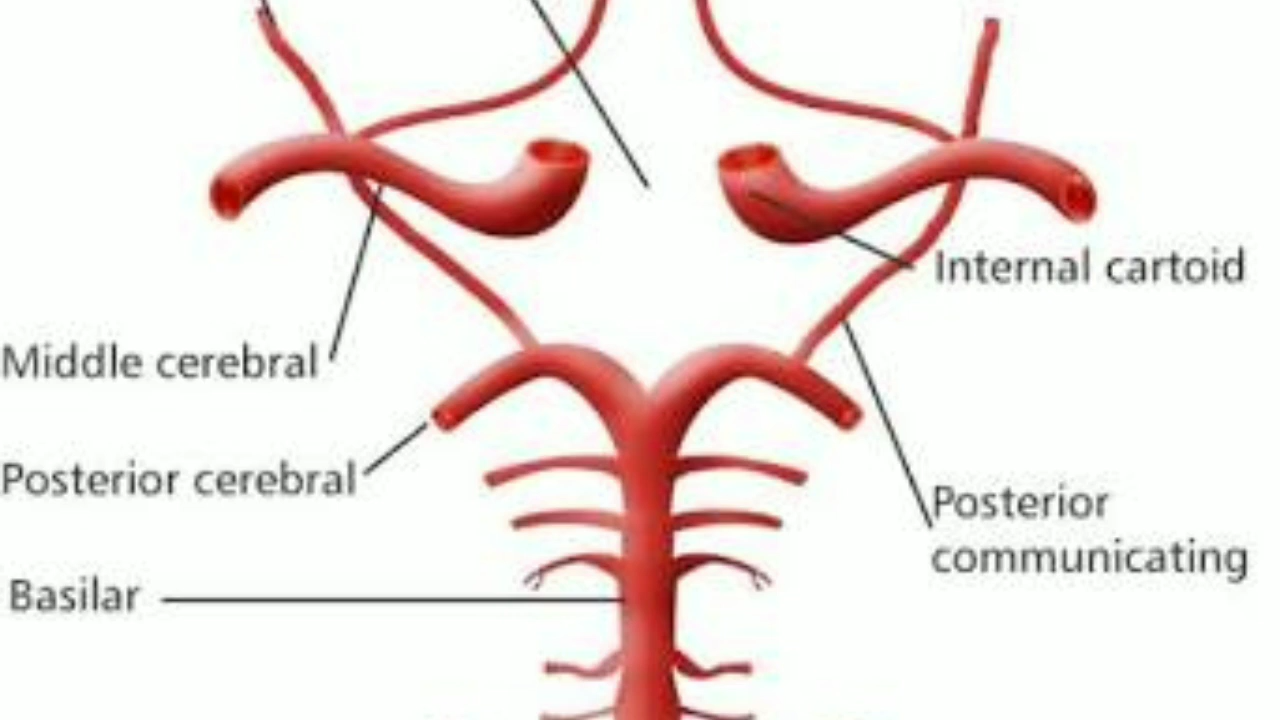 Internal cartoid
Middle cerebral
Posterior cerebral
Posterior
communicating
Basilar